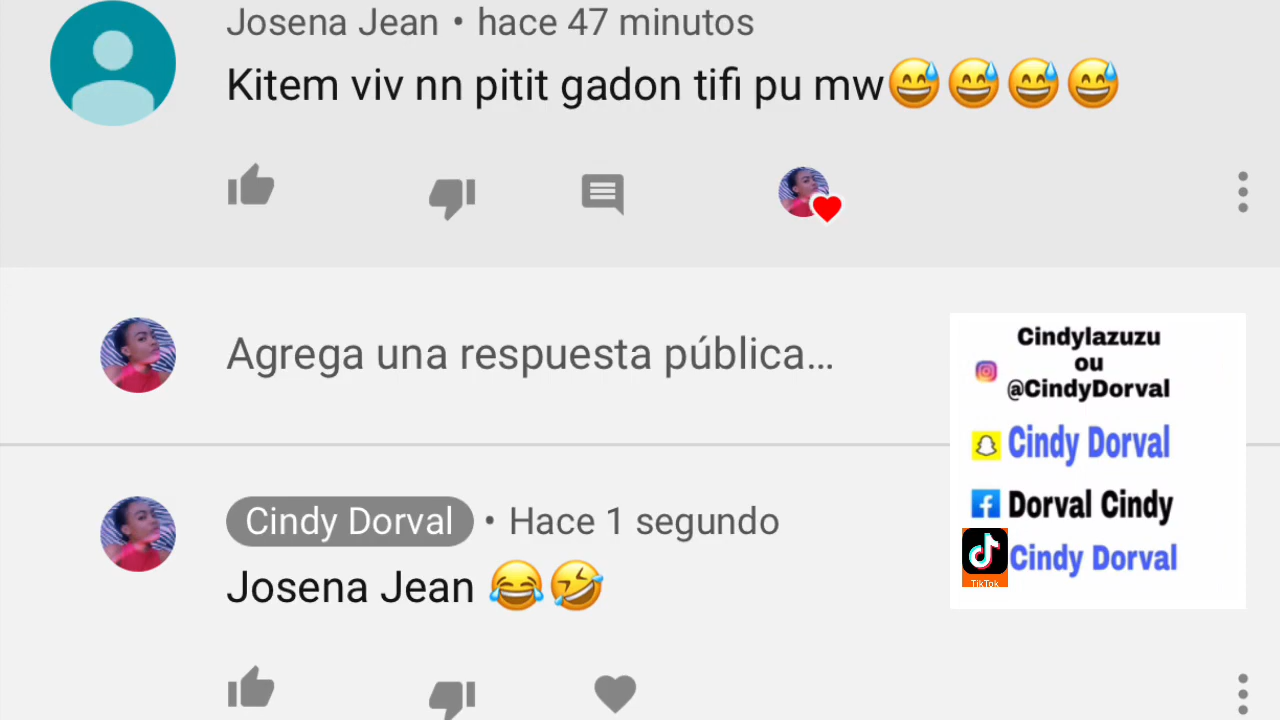 Josena Jean • hace 47 minutos
Kitem viv nn pitit gadon tifi pu mw😅😅😅😅
Agrega una respuesta pública...
Cindylazuzu
ou
@CindyDorval
Cindy Dorval
Dorval Cindy
Cindy Dorval
TikTok
Cindy Dorval • Hace 1 segundo
Josena Jean 😂🤣